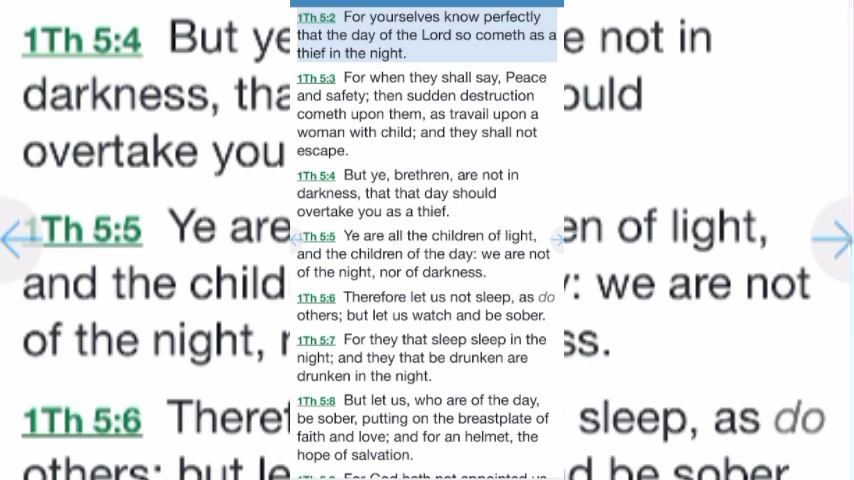 1Th 5:2 For yourselves know perfectly
that the day of the Lord so cometh as a
thief in the night.
1Th 5:3 For when they shall say, Peace
and safety; then sudden destruction
cometh upon them, as travail upon a
woman with child; and they shall not
escape.
1Th 5:4 But ye, brethren, are not in
darkness, that that day should
overtake you as a thief.
1Th 5:5 Ye are all the children of light,
and the children of the day: we are not
of the night, nor of darkness.
1Th 5:6 Therefore let us not sleep, as do
others; but let us watch and be sober.
1Th 5:7 For they that sleep sleep in the
night; and they that be drunken are
drunken in the night.
1Th 5:8 But let us, who are of the day,
be sober, putting on the breastplate of
faith and love; and for an helmet, the
hope of salvation.
1Th 5:4 But ye
e not in
darkness, tha
ould
overtake you
1Th 5:5 Ye are
en of light,
and the child
y: we are not
of the night, n
ss.
1Th 5:6 Theref
sleep, as do
others; but le
d be sober